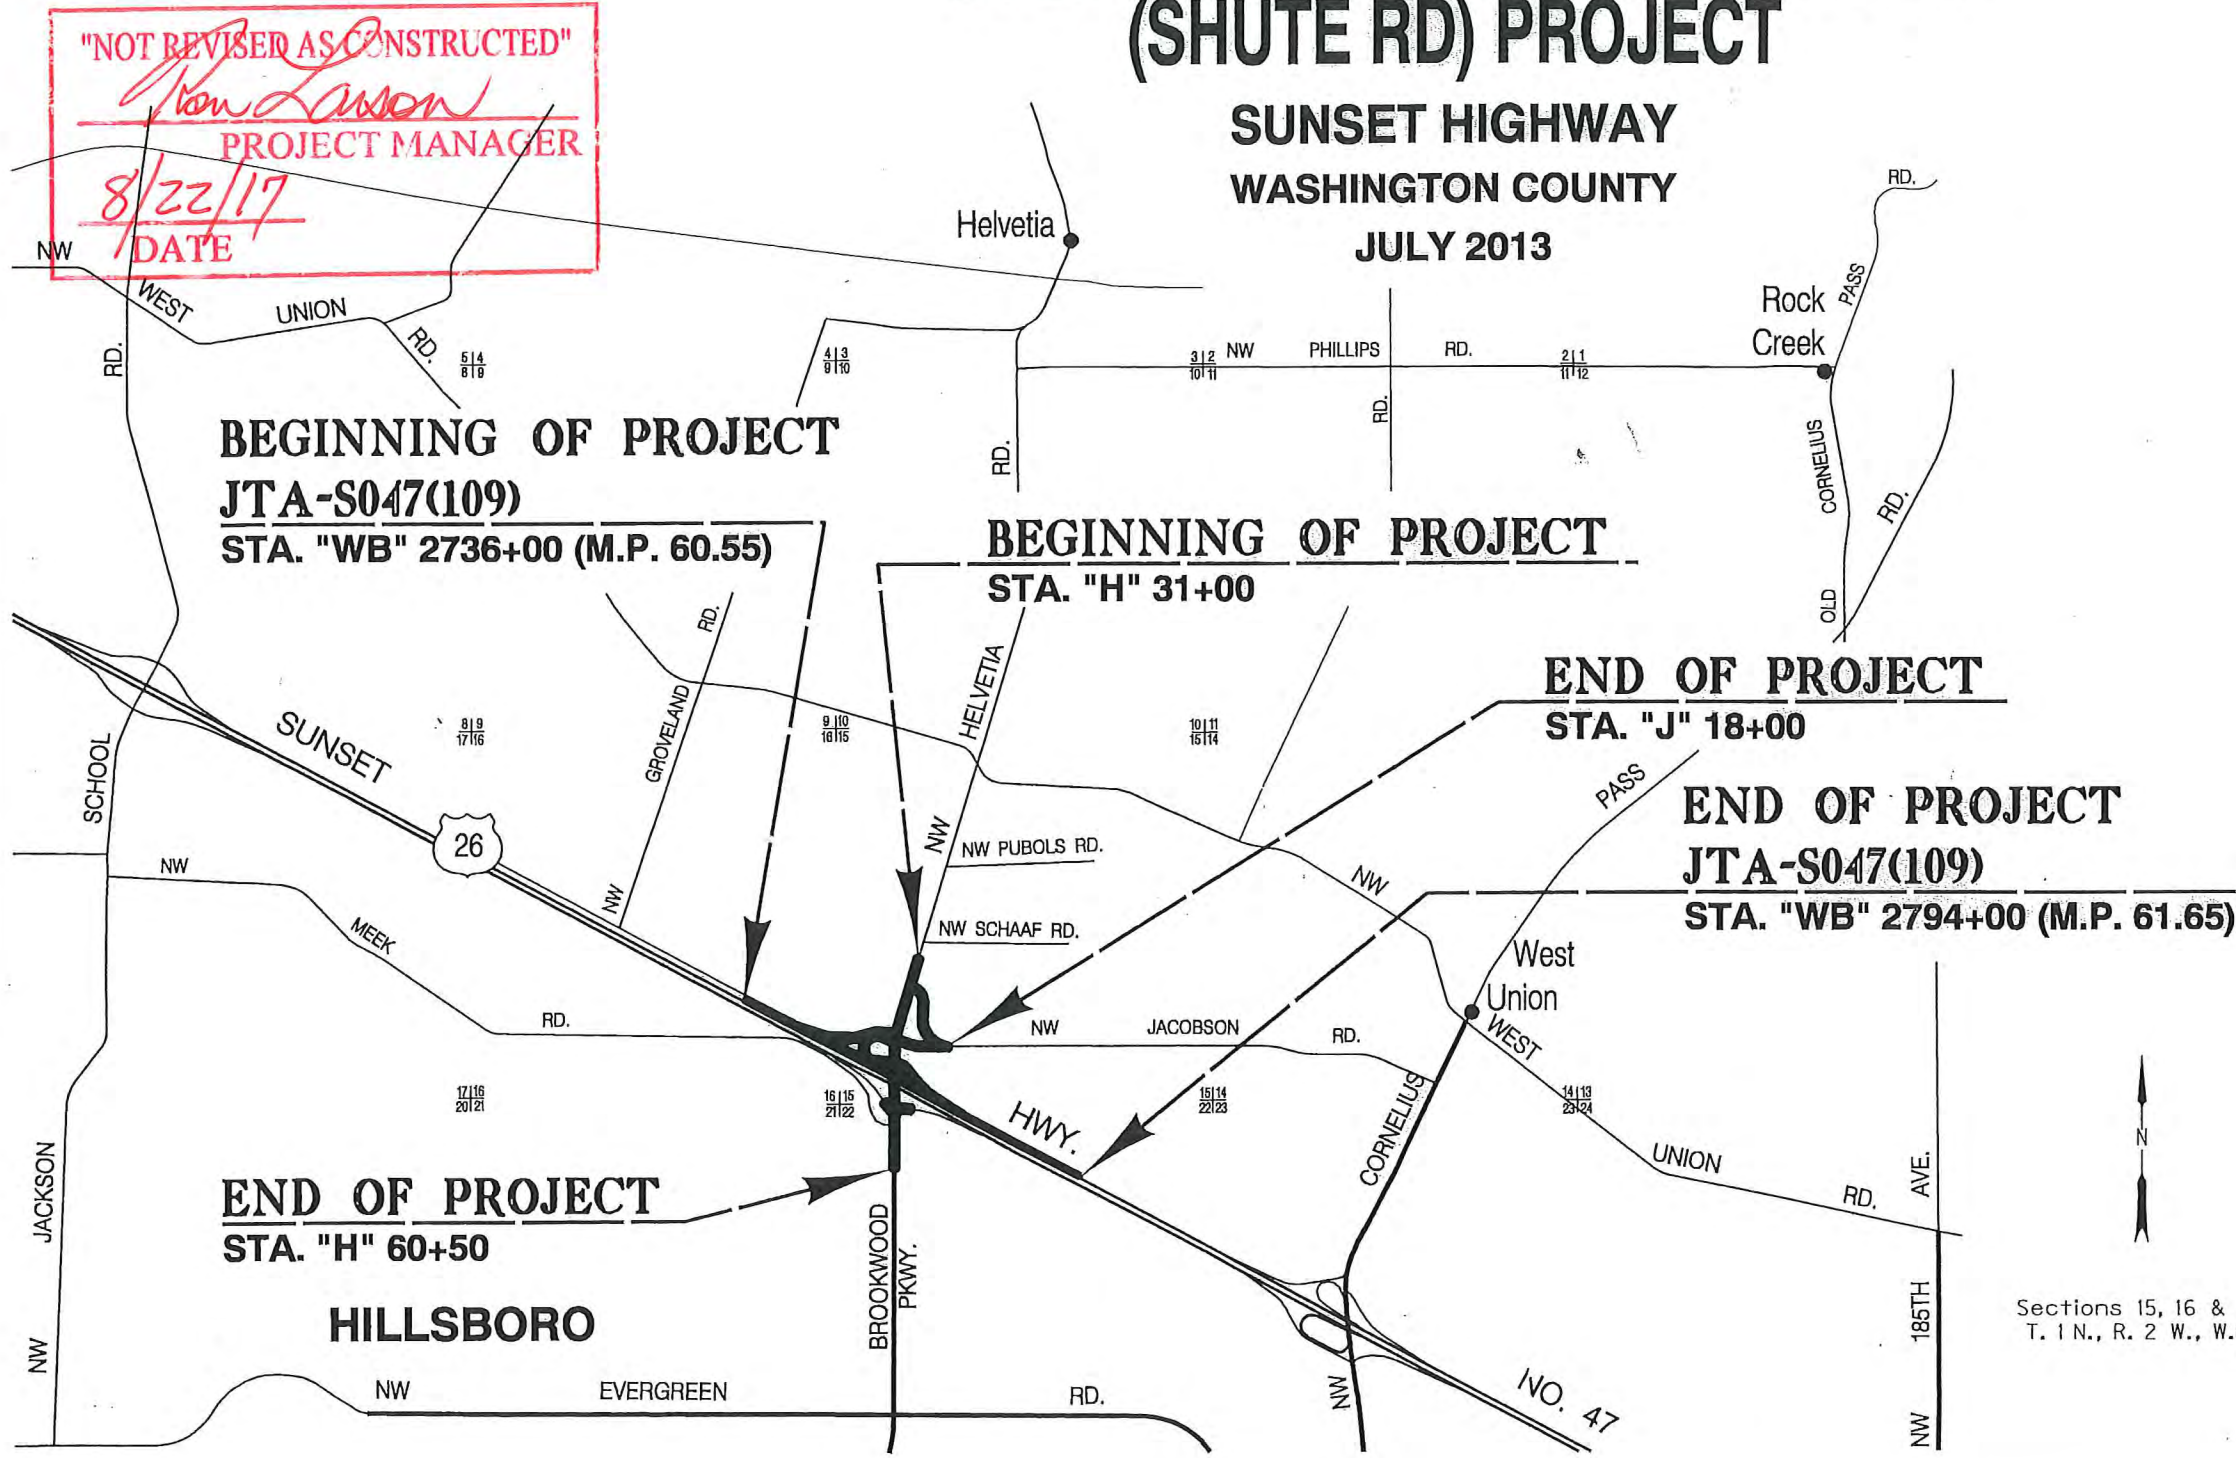 (SHUTE RD) PROJECT
SUNSET HIGHWAY
WASHINGTON COUNTY
JULY 2013
"NOT REVISED AS CONSTRUCTED"
Ron Larson
PROJECT MANAGER
8/22/17
DATE
NW
WEST
UNION
RD.
RD.
Helvetia
RD.
PASS
Rock
Creek
5|4
8|9
4|3
9|10
3|2
10|11
NW
PHILLIPS
RD.
2|1
11|12
RD.
RD.
CORNELIUS
RD.
OLD
BEGINNING OF PROJECT
JTA-S047(109)
STA. "WB" 2736+00 (M.P. 60.55)
BEGINNING OF PROJECT
STA. "H" 31+00
END OF PROJECT
STA. "J" 18+00
END OF PROJECT
JTA-S047(109)
STA. "WB" 2794+00 (M.P. 61.65)
RD.
GROVELAND
NW
HELVETIA
NW
SUNSET
26
SCHOOL
8|9
17|16
9|10
16|15
10|11
15|14
PASS
NW PUBOLS RD.
NW SCHAAF RD.
NW
NW
MEEK
RD.
NW
JACOBSON
RD.
West
Union
WEST
UNION
RD.
17|16
20|21
16|15
21|22
15|14
22|23
14|13
23|24
HWY.
CORNELIUS
NW
JACKSON
NW
END OF PROJECT
STA. "H" 60+50
HILLSBORO
BROOKWOOD
PKWY.
NW
EVERGREEN
RD.
NO. 47
AVE.
185TH
NW
N
Sections 15, 16 &
T. 1 N., R. 2 W., W.